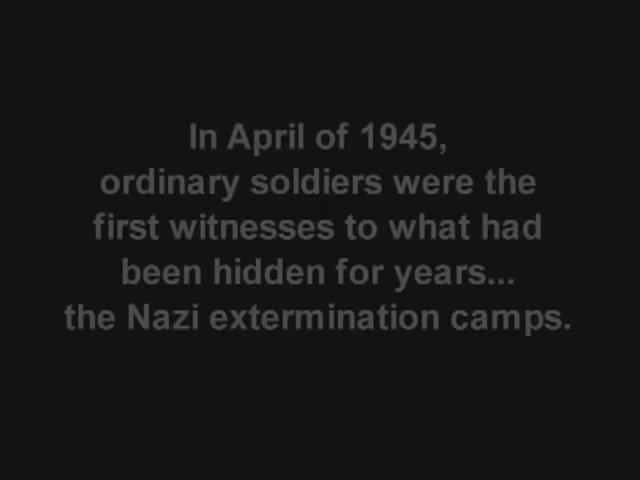 In April of 1945,
ordinary soldiers were the
first witnesses to what had
been hidden for years...
the Nazi extermination camps.